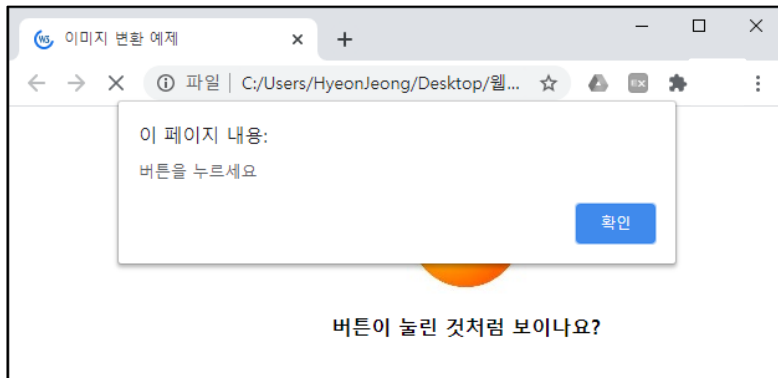 W3, 이미지 변환 예제
파일 | C:/Users/HyeonJeong/Desktop/웹...
EX
이 페이지 내용:
버튼을 누르세요
확인
버튼이 눌린 것처럼 보이나요?